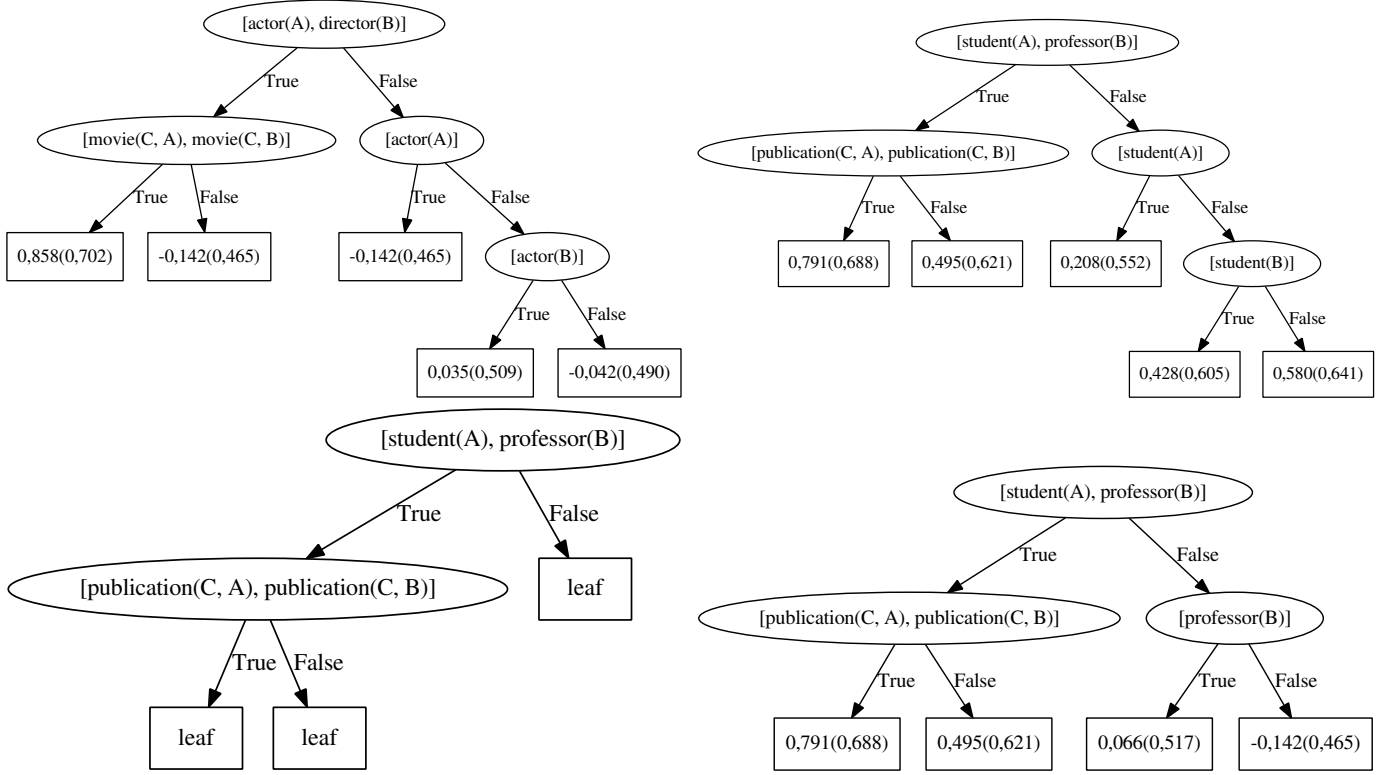 [actor(A), director(B)]
True
False
[movie(C, A), movie(C, B)]
[actor(A)]
True
False
True
False
0,858(0,702)
-0,142(0,465)
-0,142(0,465)
[actor(B)]
True
False
0,035(0,509)
-0,042(0,490)
[student(A), professor(B)]
True
False
[publication(C, A), publication(C, B)]
[student(A)]
True
False
True
False
0,791(0,688)
0,495(0,621)
0,208(0,552)
[student(B)]
True
False
0,428(0,605)
0,580(0,641)
[student(A), professor(B)]
True
False
[publication(C, A), publication(C, B)]
leaf
True
False
leaf
leaf
[student(A), professor(B)]
True
False
[publication(C, A), publication(C, B)]
[professor(B)]
True
False
True
False
0,791(0,688)
0,495(0,621)
0,066(0,517)
-0,142(0,465)